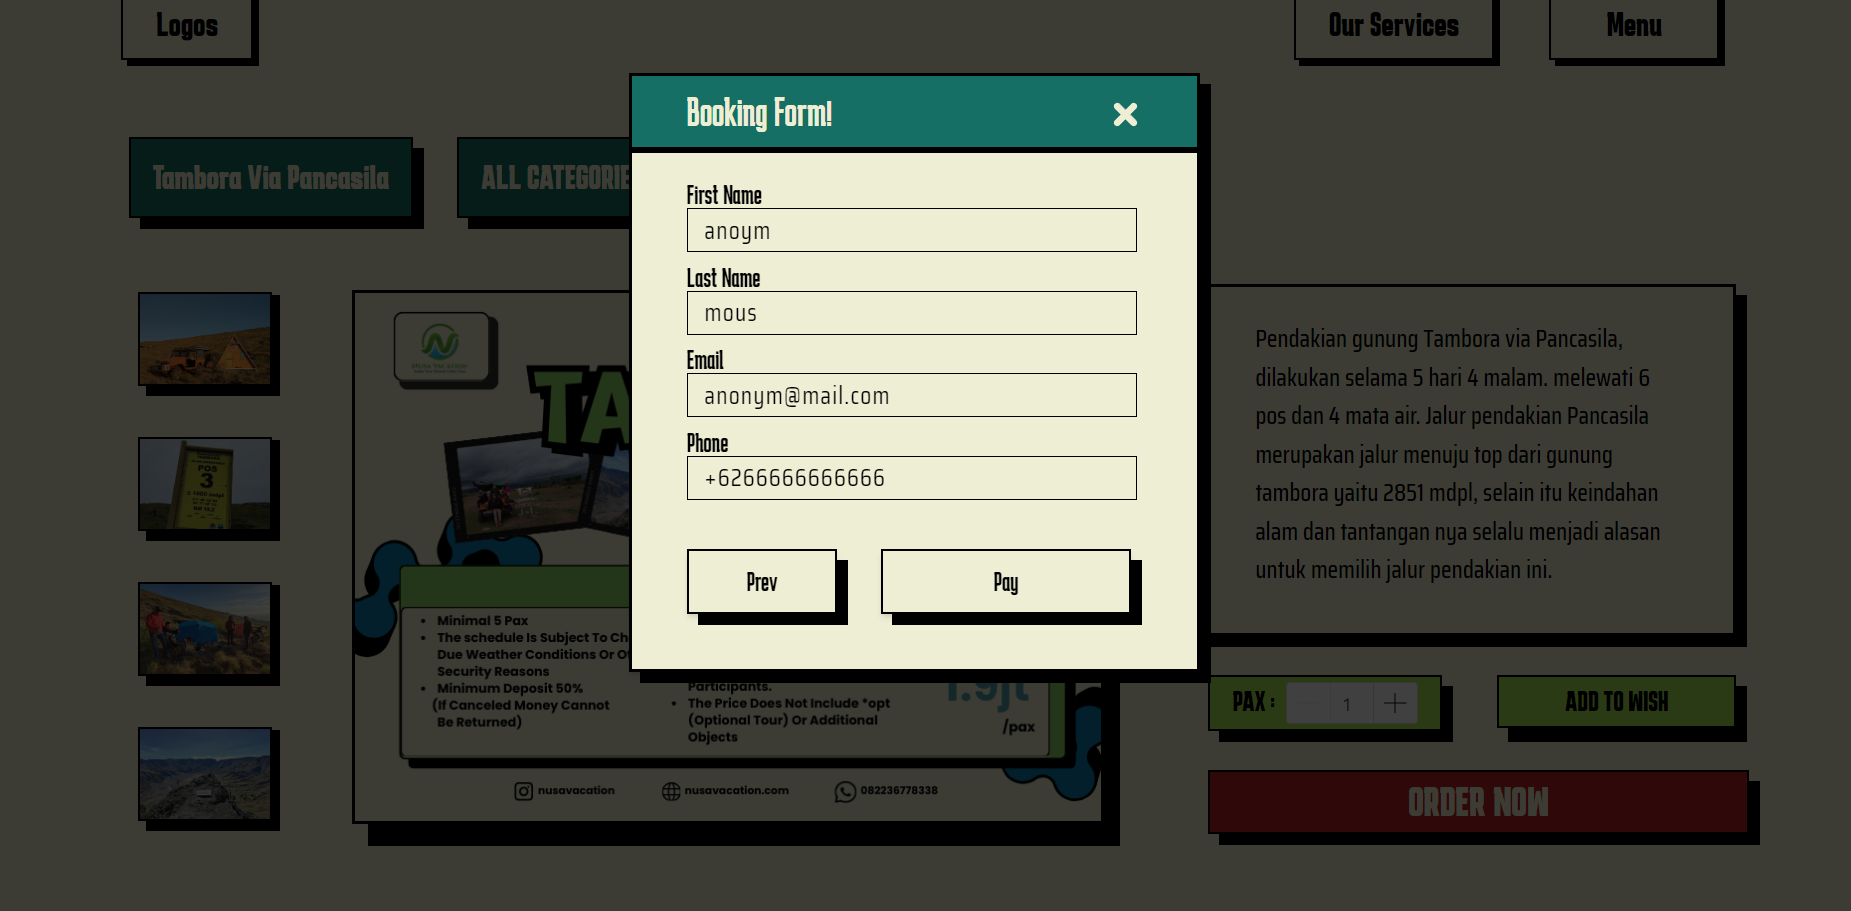 Logos
Our Services
Menu
Booking Form!
Tambora Via Pancasila
ALL CATEGORIE
First Name
anoym
Last Name
mous
Email
anonym@mail.com
Phone
+6266666666666
Prev
Pay
NUSA VACATION
TA
POS
3
Minimal 5 Pax
The schedule Is Subject To Ch
Due Weather Conditions Or O
Security Reasons
Minimum Deposit 50%
(If Canceled Money Cannot
Be Returned)
Participants.
The Price Does Not Include *opt
(Optional Tour) Or Additional
Objects
1.9jt
/pax
nusavacation
nusavacation.com
082236778338
Pendakian gunung Tambora via Pancasila,
dilakukan selama 5 hari 4 malam. melewati 6
pos dan 4 mata air. Jalur pendakian Pancasila
merupakan jalur menuju top dari gunung
tambora yaitu 2851 mdpl, selain itu keindahan
alam dan tantangan nya selalu menjadi alasan
untuk memilih jalur pendakian ini.
PAX :
1
ADD TO WISH
ORDER NOW